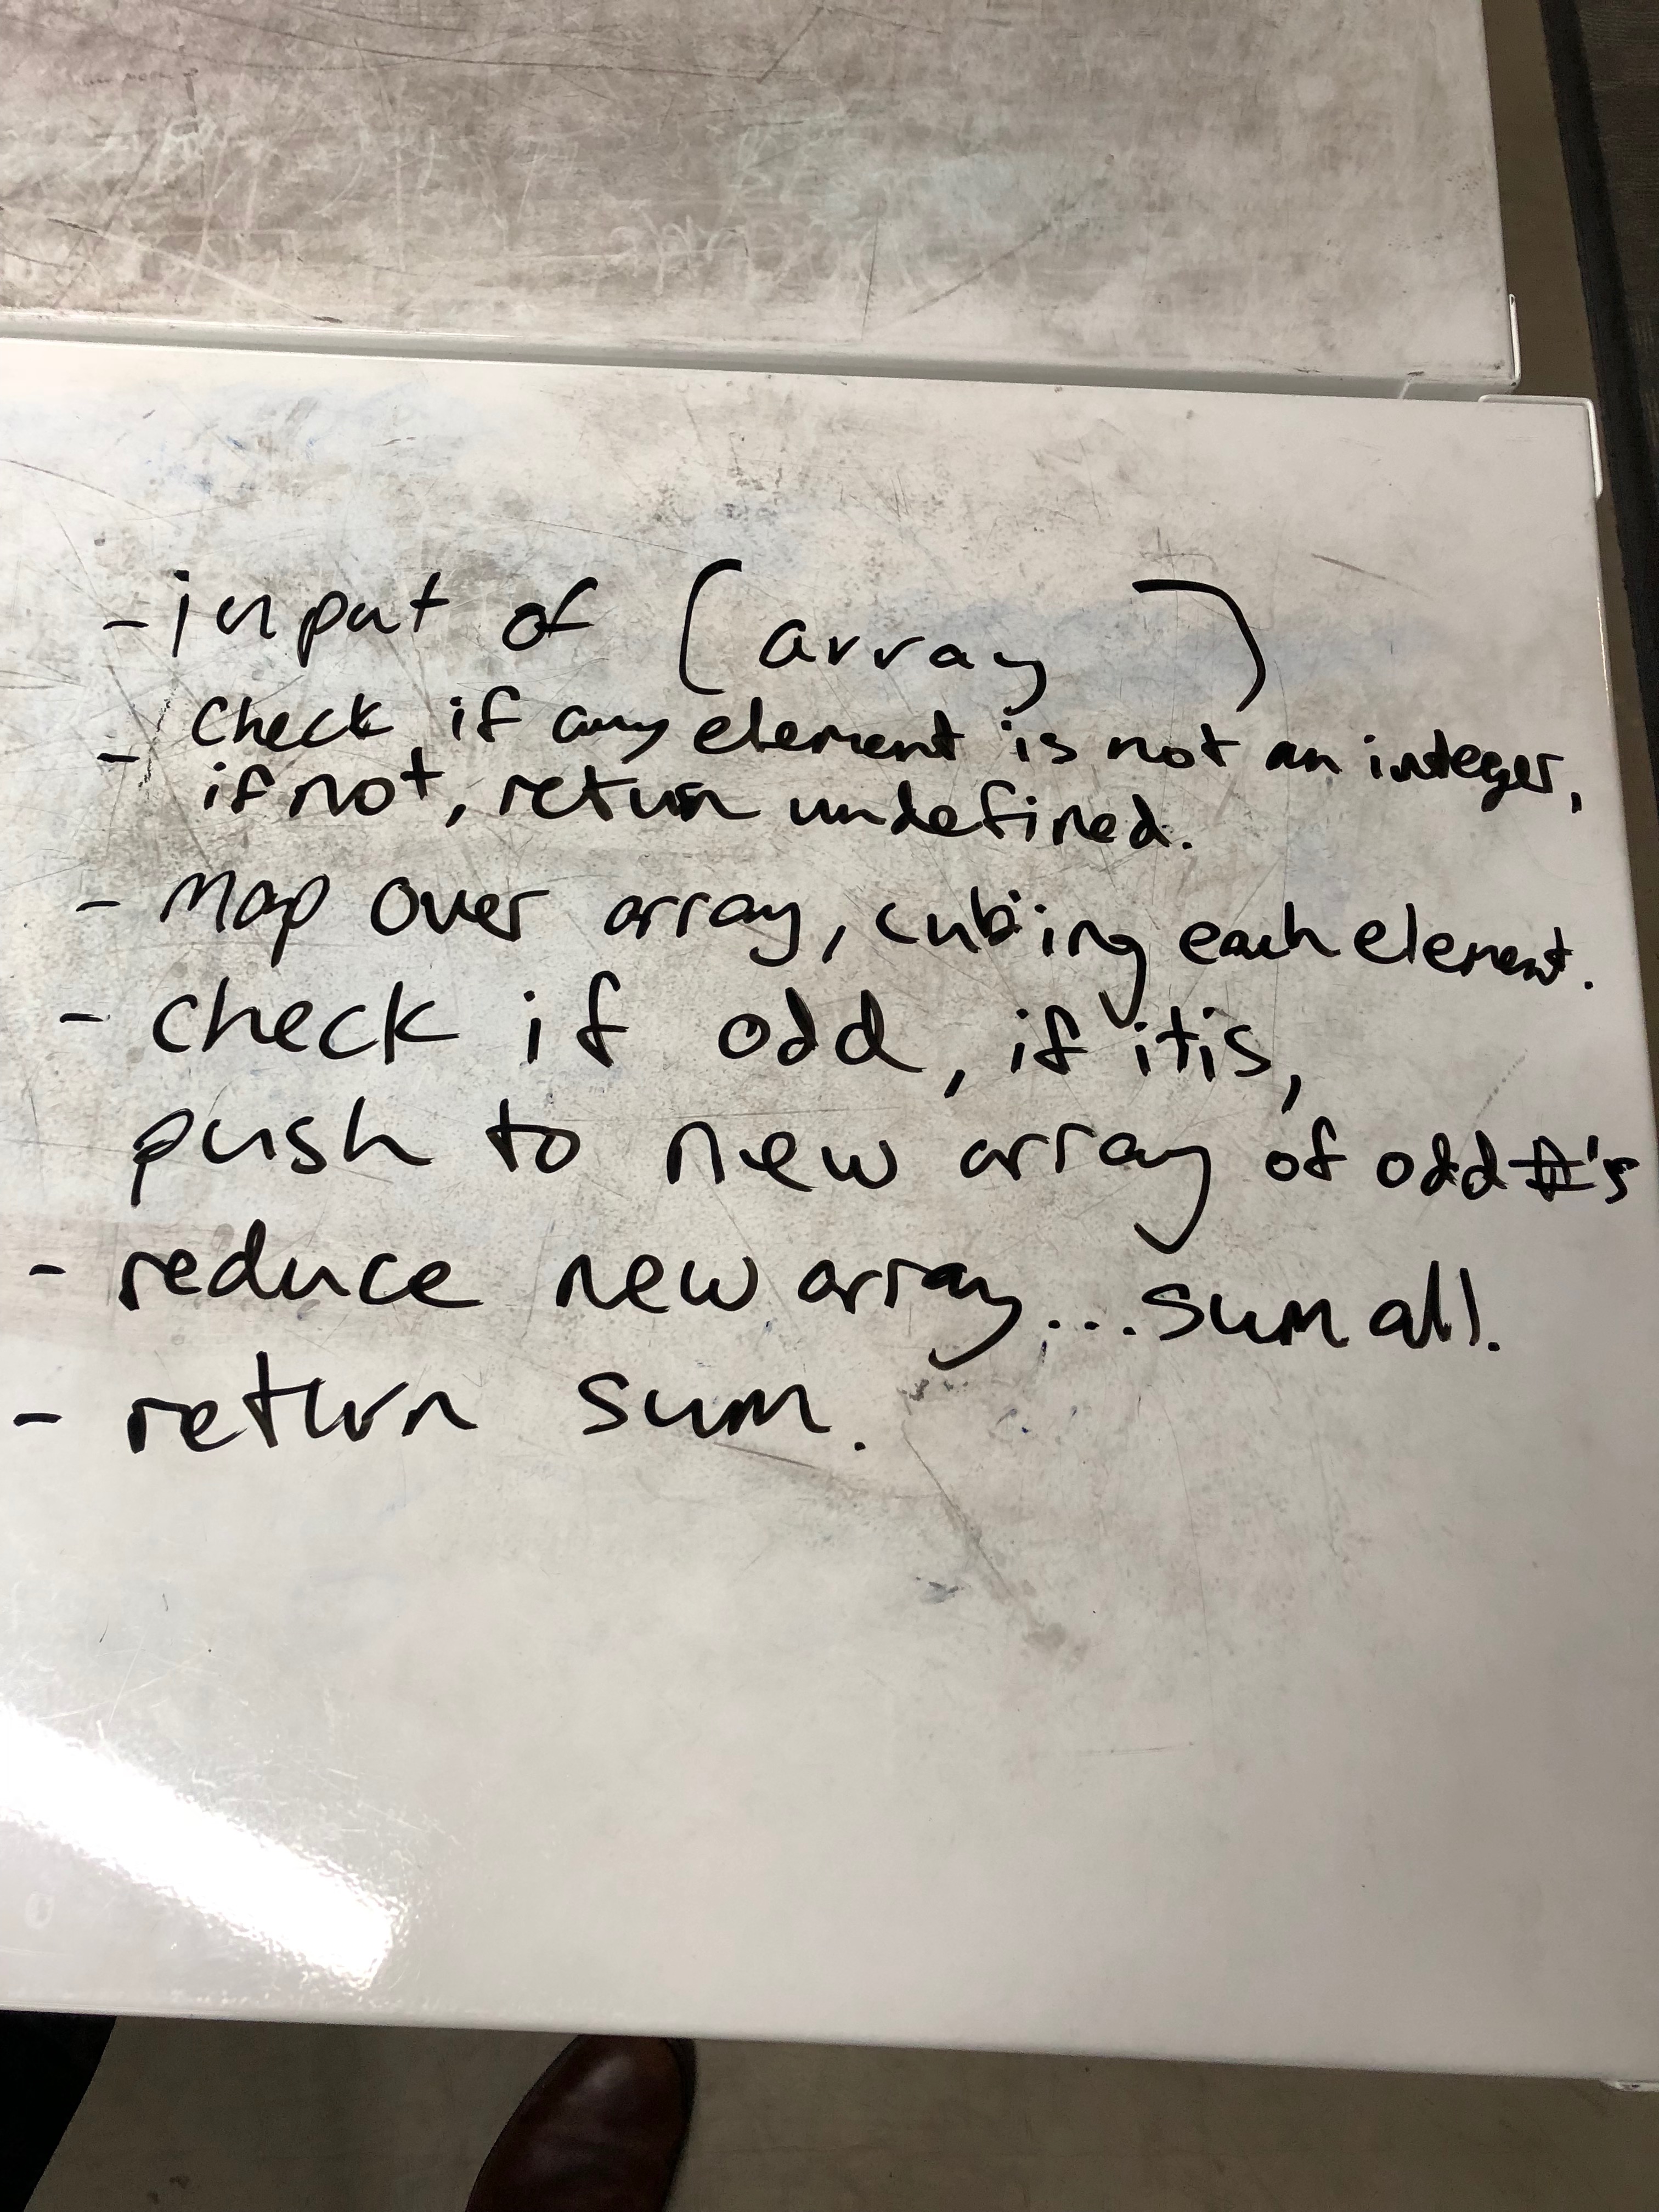 - input of (array )
- check if any element is not an integer,
if not, return undefined.
- Map over array, cubing each element.
- check if odd, if it is,
push to new array of odd #'s
- reduce new array...sum all.
- return sum.